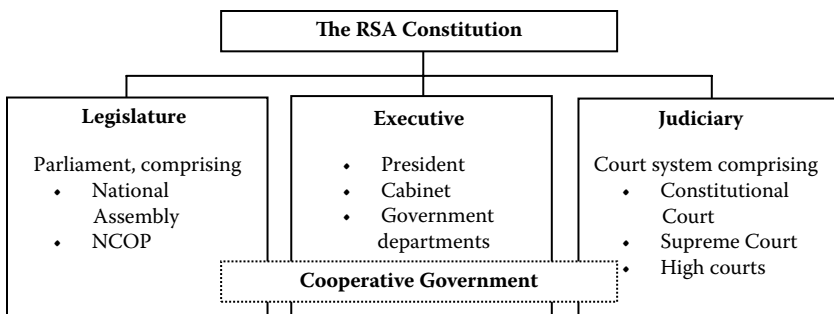 The RSA Constitution
Legislature
Parliament, comprising
• National
Assembly
• NCOP
Executive
• President
• Cabinet
• Government
departments
Judiciary
Court system comprising
• Constitutional
Court
• Supreme Court
• High courts
Cooperative Government